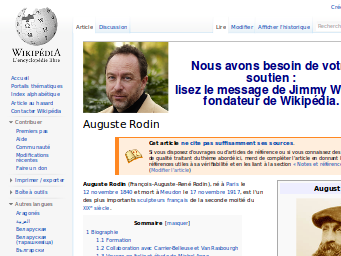 Cré
Article Discussion Lire Modifier Afficher l'historique Recherche
WIKIPÉDIA
L'encyclopédie libre
Accueil
Portails thématiques
Index alphabétique
Article au hasard
Contacter Wikipédia
Contribuer
Premiers pas
Aide
Communauté
Modifications récentes
Faire un don
Imprimer / exporter
Boîte à outils
Autres langues
Aragonés
العربية
Беларуская
Беларуская (тарашкевіца)
Български
Nous avons besoin de vot
soutien :
lisez le message de Jimmy W
fondateur de Wikipédia.
Auguste Rodin
Cet article ne cite pas suffisamment ses sources.
Si vous disposez d'ouvrages ou d'articles de référence ou si vous connaissez des
de qualité traitant du thème abordé ici, merci de compléter l'article en donnant l
références utiles à sa vérifiabilité et en les liant à la section « Notes et référence
(Modifier l'article)
Auguste Rodin (François-Auguste-René Rodin), né à Paris le
12 novembre 1840 et mort à Meudon le 17 novembre 1917, est l'un
des plus importants sculpteurs français de la seconde moitié du
XIXe siècle.
Sommaire [masquer]
1 Biographie
1.1 Formation
1.2 Collaboration avec Carrier-Belleuse et Van Rasbourgh
August